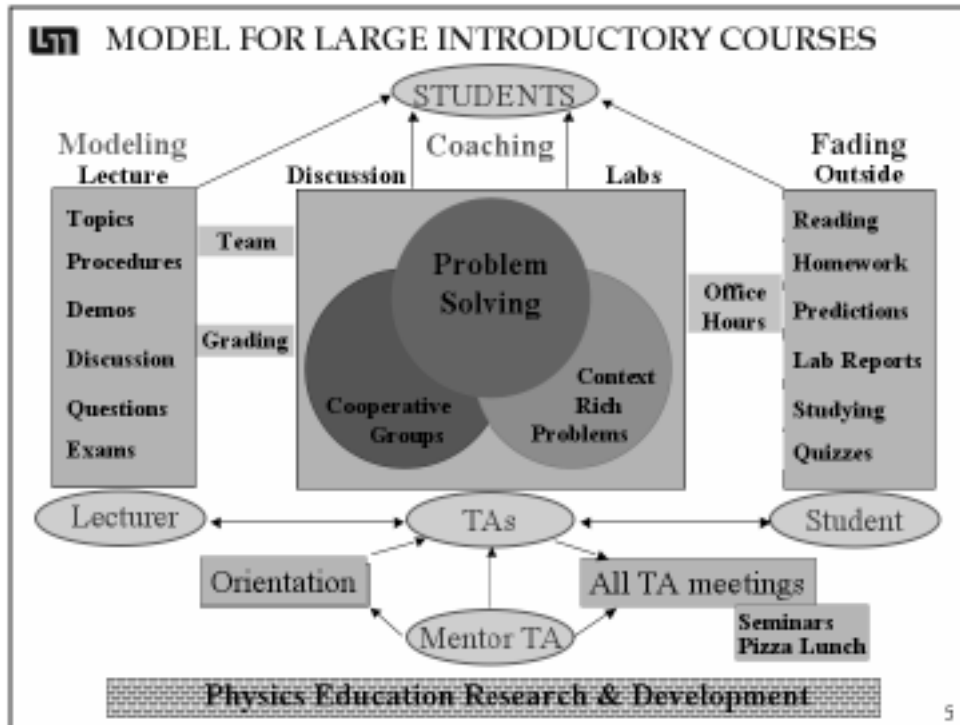 MODEL FOR LARGE INTRODUCTORY COURSES
STUDENTS
Modeling
Lecture
Coaching
Discussion
Labs
Fading
Outside
Topics
Procedures
Demos
Discussion
Questions
Exams
Team
Grading
Problem
Solving
Cooperative
Groups
Context
Rich
Problems
Office
Hours
Reading
Homework
Predictions
Lab Reports
Studying
Quizzes
Lecturer
TAs
Student
Orientation
All TA meetings
Mentor TA
Seminars
Pizza Lunch
Physics Education Research & Development
5